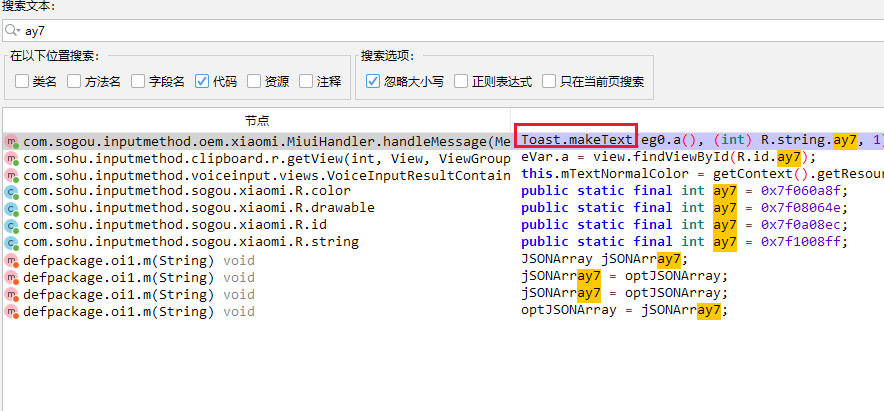 搜索文本:
ay7
在以下位置搜索:
类名 方法名 字段名 代码 资源 注释
搜索选项:
忽略大小写 正则表达式 只在当前页搜索
节点
com.sogou.inputmethod.oem.xiaomi.MiuiHandler.handleMessage(Me Toast.makeText(eg0.a(), (int) R.string.ay7, 1)
com.sohu.inputmethod.clipboard.r.getView(int, View, ViewGroup eVar.a = view.findViewById(R.id.ay7);
com.sohu.inputmethod.voiceinput.views.VoiceInputResultContain this.mTextNormalColor = getContext().getResour
com.sohu.inputmethod.sogou.xiaomi.R.color public static final int ay7 = 0x7f060a8f;
com.sohu.inputmethod.sogou.xiaomi.R.drawable public static final int ay7 = 0x7f08064e;
com.sohu.inputmethod.sogou.xiaomi.R.id public static final int ay7 = 0x7f0a08ec;
com.sohu.inputmethod.sogou.xiaomi.R.string public static final int ay7 = 0x7f1008ff;
defpackage.oi1.m(String) void JSONArray jSONArray7;
defpackage.oi1.m(String) void jSONArray7 = optJSONArray;
defpackage.oi1.m(String) void jSONArray7 = optJSONArray;
defpackage.oi1.m(String) void optJSONArray = jSONArray7;